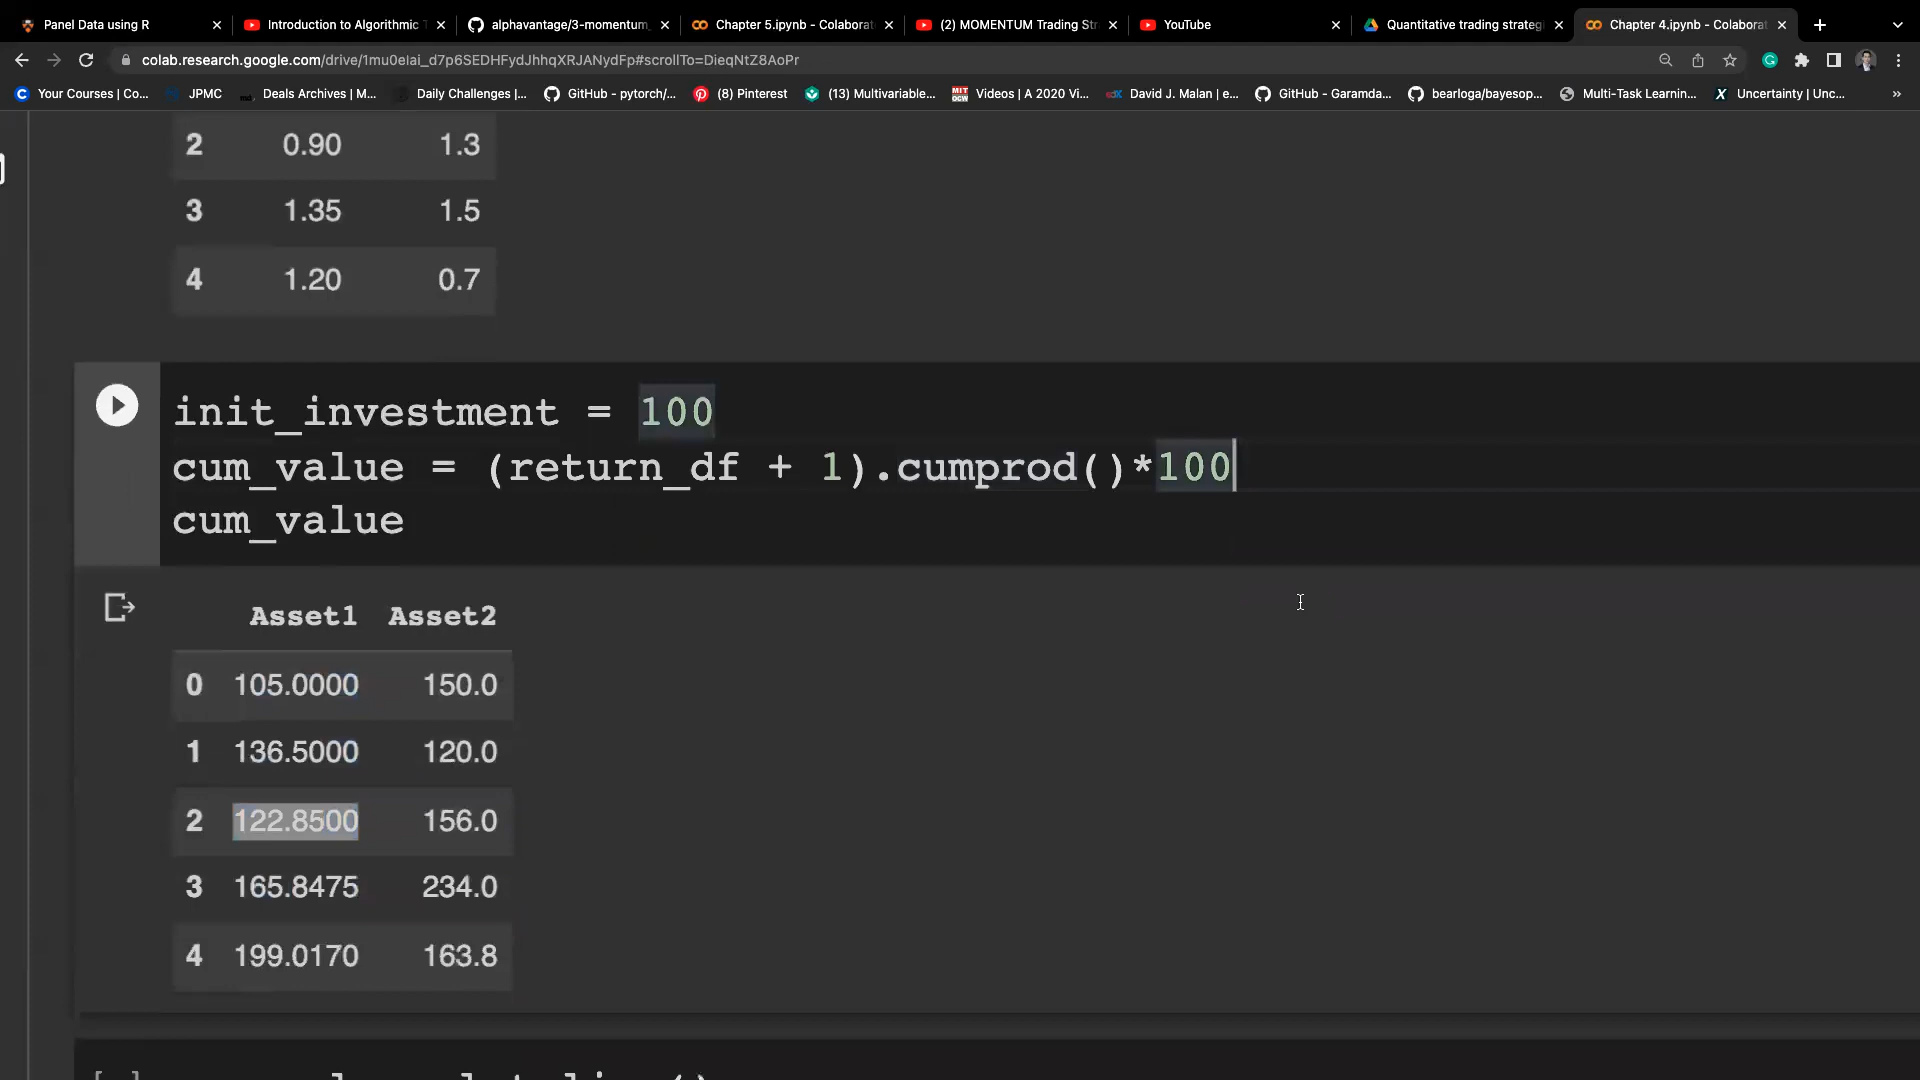 Panel Data using R
Introduction to Algorithmic T
alphavantage/3-momentum_
Chapter 5.ipynb - Colaborat
(2) MOMENTUM Trading Str
YouTube
Quantitative trading strateg
Chapter 4.ipynb - Colaborat
colab.research.google.com/drive/1mu0eIai_d7p6SEDHFydJhhqXRJANydFp#scrollTo=DieqNtZ8AoPr
Your Courses | Co...
JPMC
Deals Archives | M...
Daily Challenges |...
GitHub - pytorch/...
(8) Pinterest
(13) Multivariable...
Videos | A 2020 Vi...
David J. Malan | e...
GitHub - Garamda...
bearloga/bayesop...
Multi-Task Learnin...
Uncertainty | Unc...
2 0.90 1.3
3 1.35 1.5
4 1.20 0.7
init_investment = 100
cum_value = (return_df + 1).cumprod()*100
cum_value
Asset1 Asset2
0 105.0000 150.0
1 136.5000 120.0
2 122.8500 156.0
3 165.8475 234.0
4 199.0170 163.8